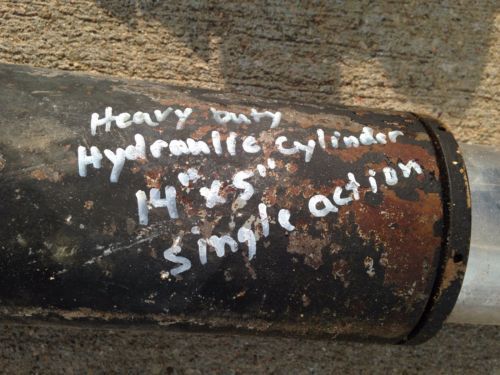 Heavy Duty
Hydraulic Cylinder
14" x 5"
Single action